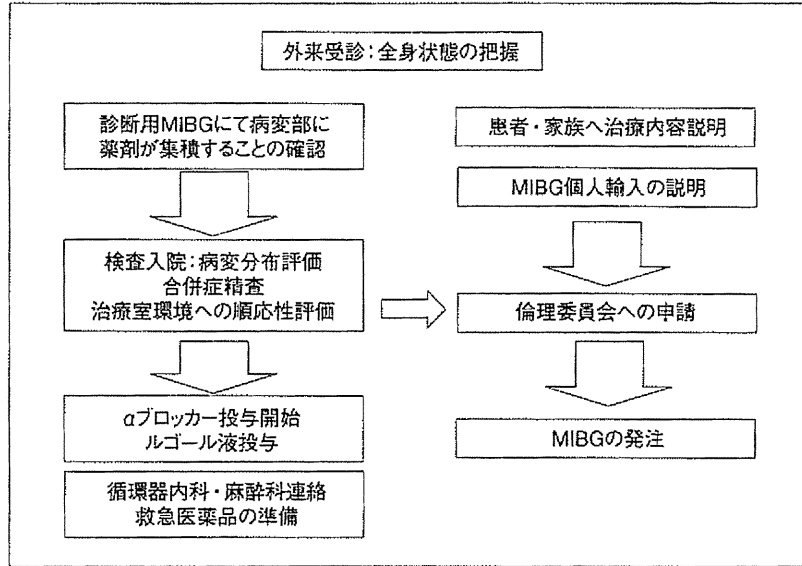 外来受診：全身状態の把握
診断用MIBGにて病変部に
薬剤が集積することの確認
検査入院：病変分布評価
合併症精査
治療室環境への順応性評価
αブロッカー投与開始
ルゴール液投与
循環器内科・麻酔科連絡
救急医薬品の準備
患者・家族へ治療内容説明
MIBG個人輸入の説明
倫理委員会への申請
MIBGの発注